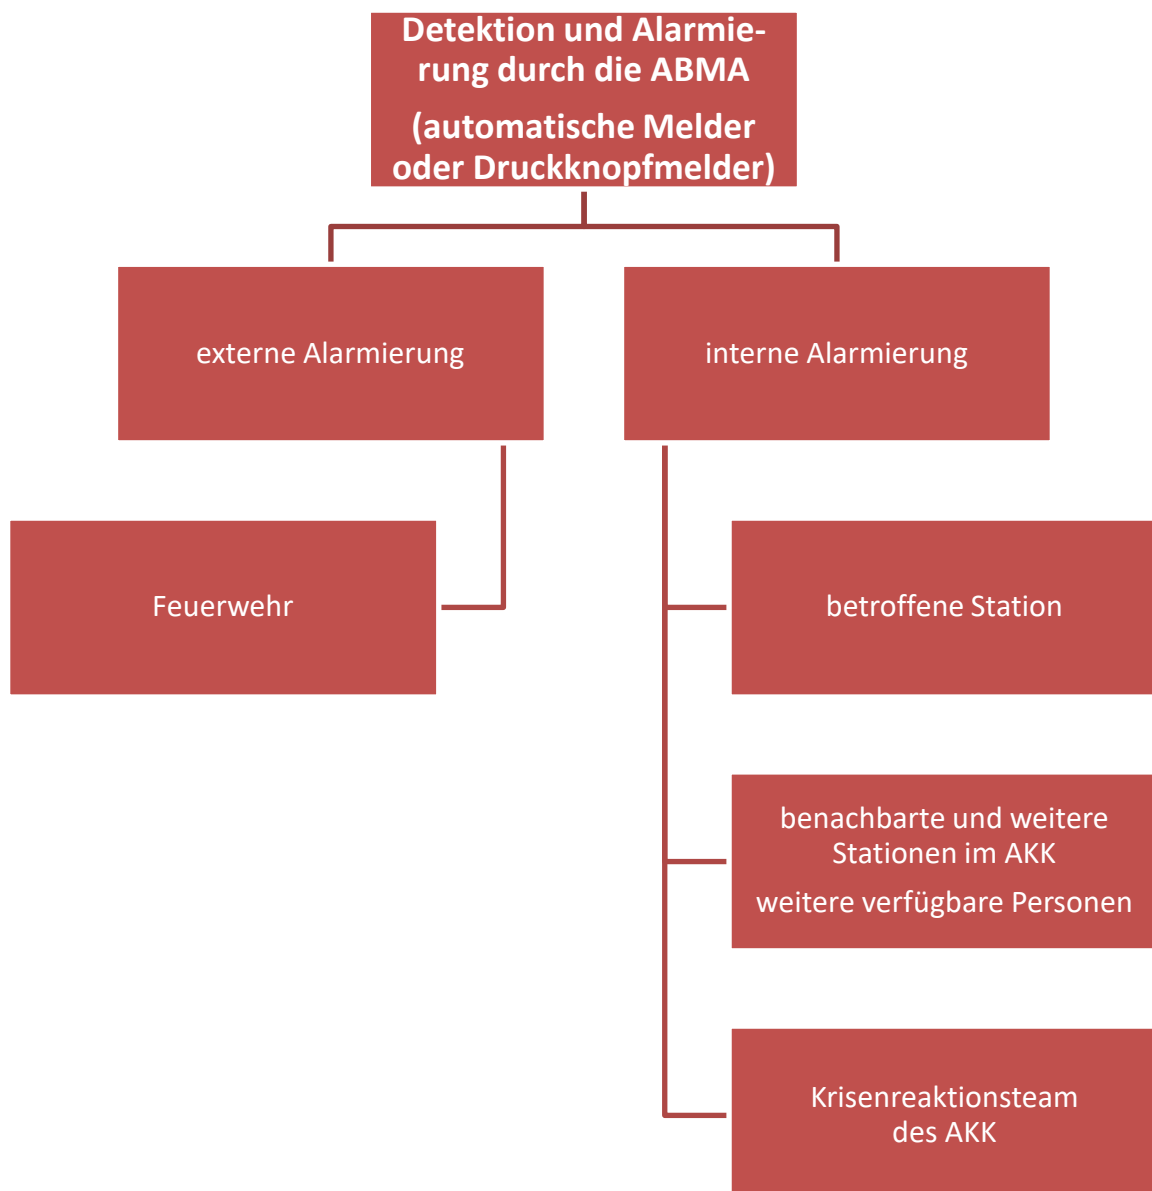 Detektion und Alarmie-
rung durch die ABMA
(automatische Melder
oder Druckknopfmelder)
externe Alarmierung
interne Alarmierung
Feuerwehr
betroffene Station
benachbarte und weitere
Stationen im AKK
weitere verfügbare Personen
Krisenreaktionsteam
des AKK